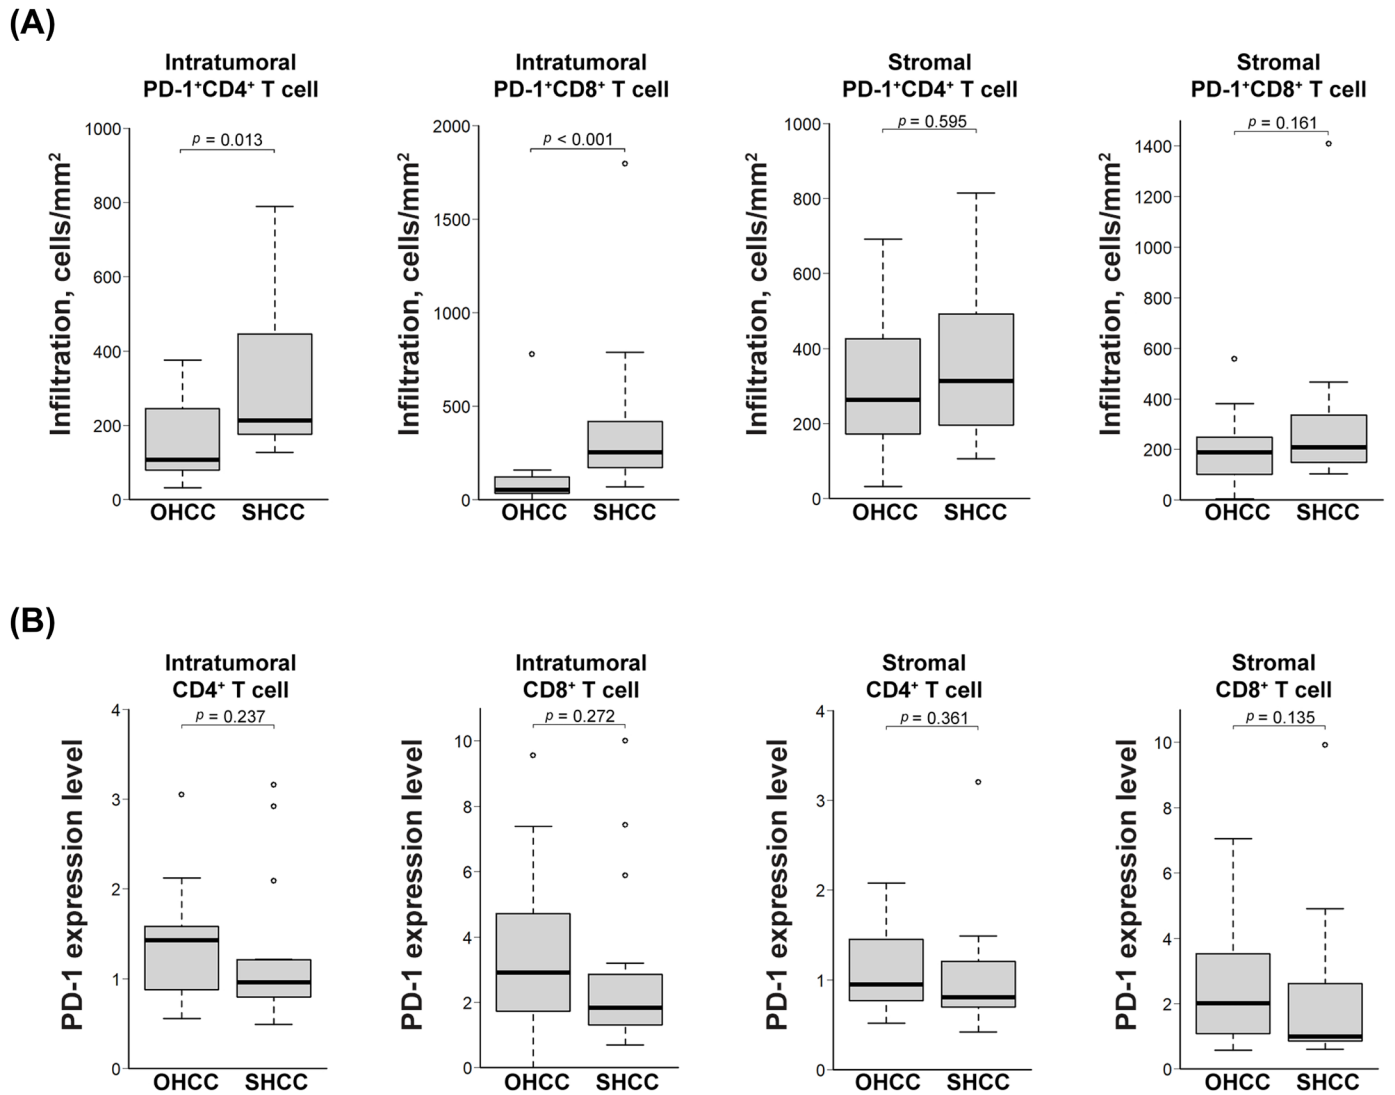 (A)
Intratumoral
PD-1⁺CD4⁺ T cell
Infiltration, cells/mm²
1000
800
600
400
200
0
p = 0.013
OHCC SHCC
Intratumoral
PD-1⁺CD8⁺ T cell
Infiltration, cells/mm²
2000
1500
1000
500
0
p < 0.001
OHCC SHCC
Stromal
PD-1⁺CD4⁺ T cell
Infiltration, cells/mm²
1000
800
600
400
200
0
p = 0.595
OHCC SHCC
Stromal
PD-1⁺CD8⁺ T cell
Infiltration, cells/mm²
1400
1200
1000
800
600
400
200
0
p = 0.161
OHCC SHCC
(B)
Intratumoral
CD4⁺ T cell
PD-1 expression level
4
3
2
1
0
p = 0.237
OHCC SHCC
Intratumoral
CD8⁺ T cell
PD-1 expression level
10
8
6
4
2
0
p = 0.272
OHCC SHCC
Stromal
CD4⁺ T cell
PD-1 expression level
4
3
2
1
0
p = 0.361
OHCC SHCC
Stromal
CD8⁺ T cell
PD-1 expression level
10
8
6
4
2
0
p = 0.135
OHCC SHCC